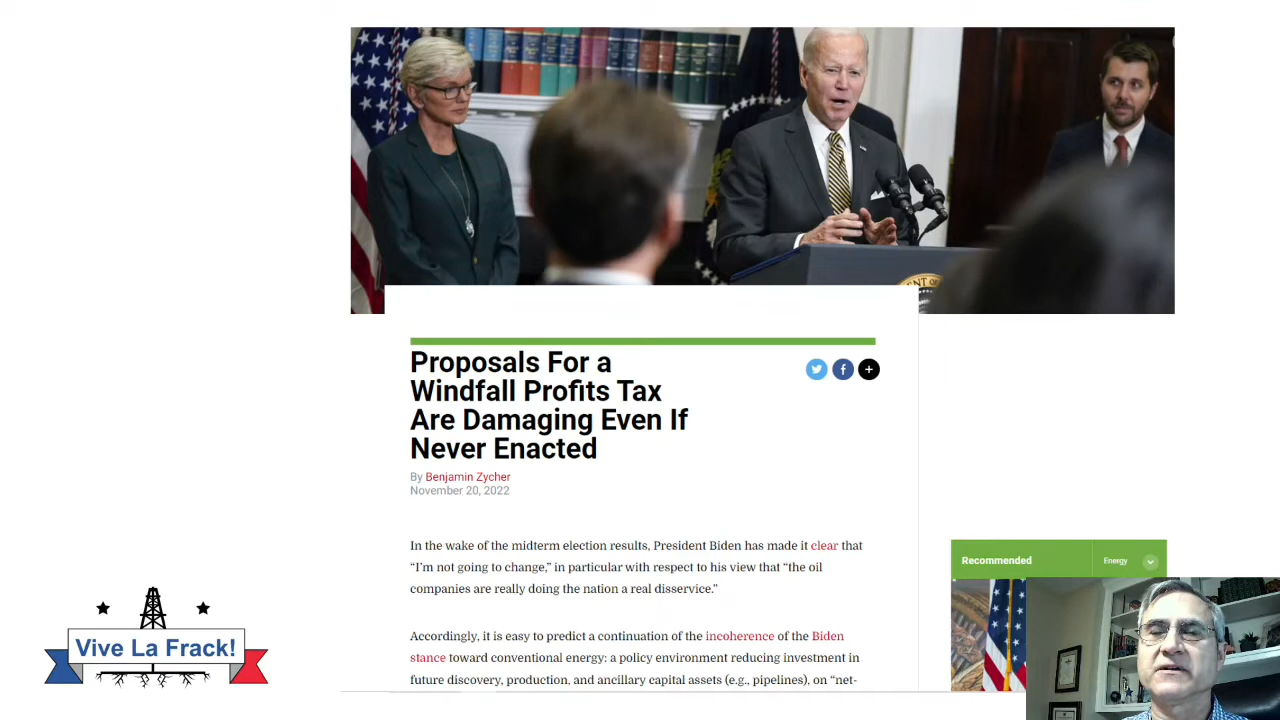 NT OF
Proposals For a
Windfall Profits Tax
Are Damaging Even If
Never Enacted
By Benjamin Zycher
November 20, 2022
In the wake of the midterm election results, President Biden has made it clear that
“I’m not going to change,” in particular with respect to his view that “the oil
companies are really doing the nation a real disservice.”
Accordingly, it is easy to predict a continuation of the incoherence of the Biden
stance toward conventional energy: a policy environment reducing investment in
future discovery, production, and ancillary capital assets (e.g., pipelines), on “net-
Recommended
Energy
Vive La Frack!